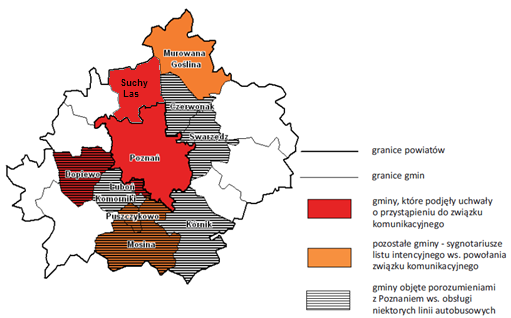 Murowana
Goslina
Suchy
Las
Czerwonak
Swarzędz
Poznań
Dopiewo
Luboń
Komorniki
Puszczykowo
Kórnik
Mosina
granice powiatów
granice gmin
gminy, które podjęły uchwały
o przystąpieniu do związku
komunikacyjnego
pozostałe gminy - sygnotariusze
listu intencyjnego ws. powołania
związku komunikacyjnego
gminy objęte porozumieniami
z Poznaniem ws. obsługi
niektorych linii autobusowych